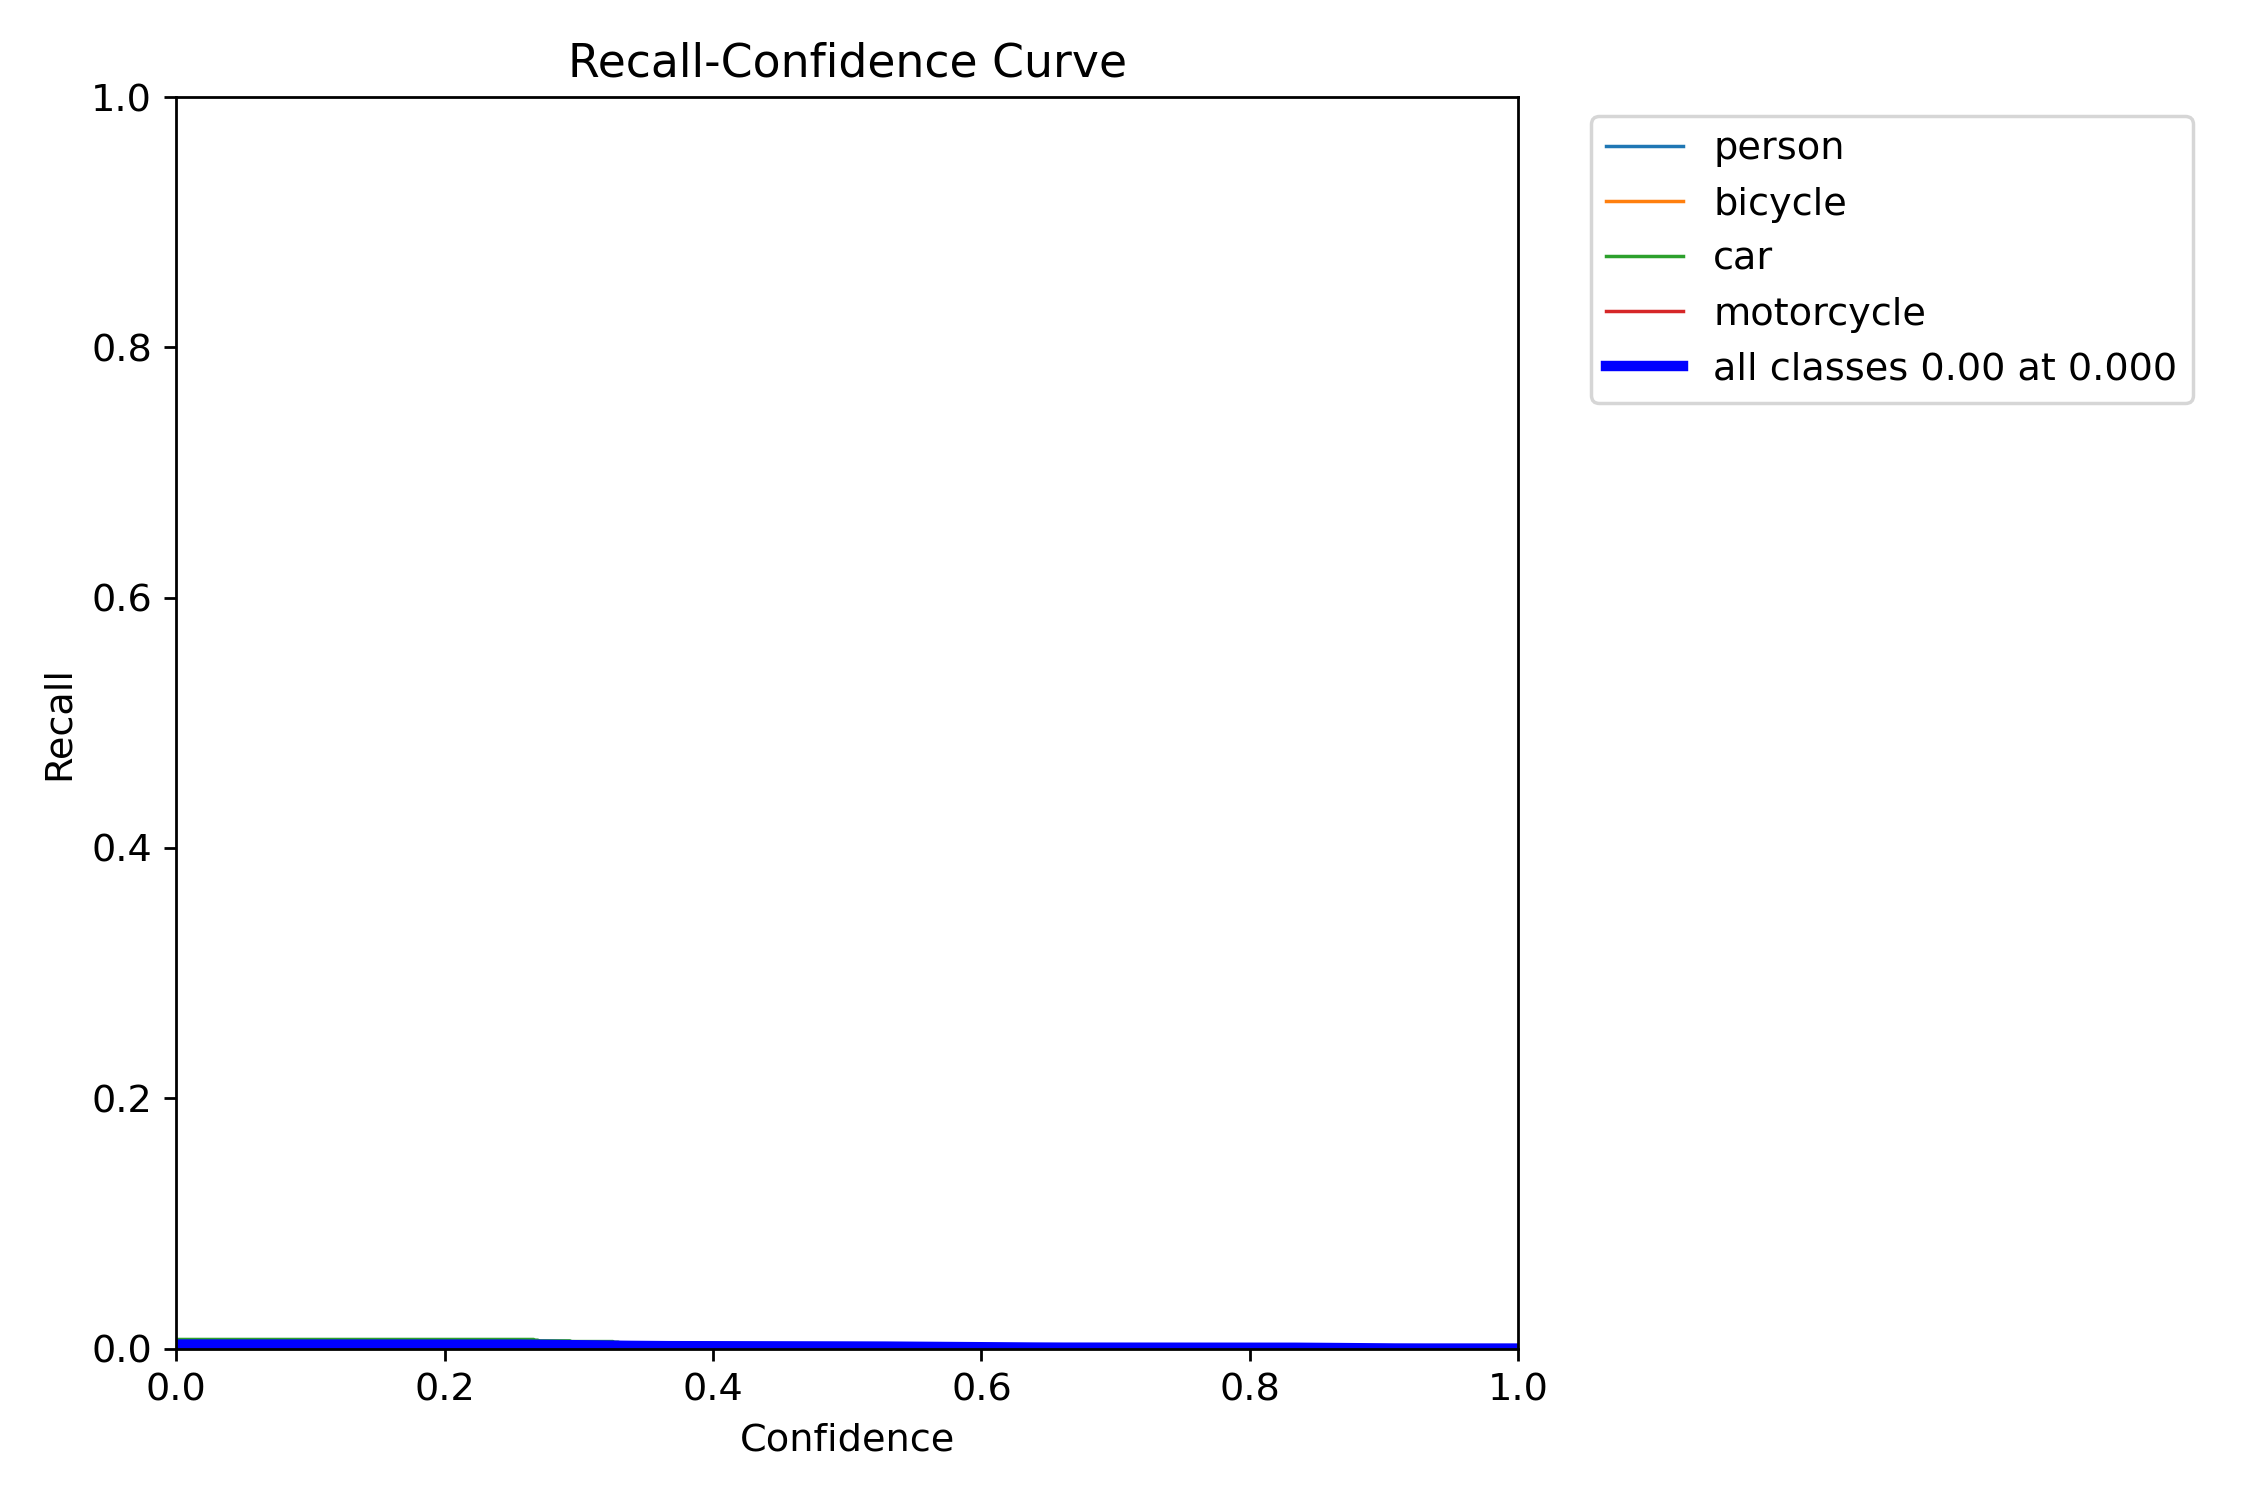 Recall-Confidence Curve
1.0
0.8
0.6
0.4
0.2
0.0
Recall
0.0 0.2 0.4 0.6 0.8 1.0
Confidence
person
bicycle
car
motorcycle
all classes 0.00 at 0.000